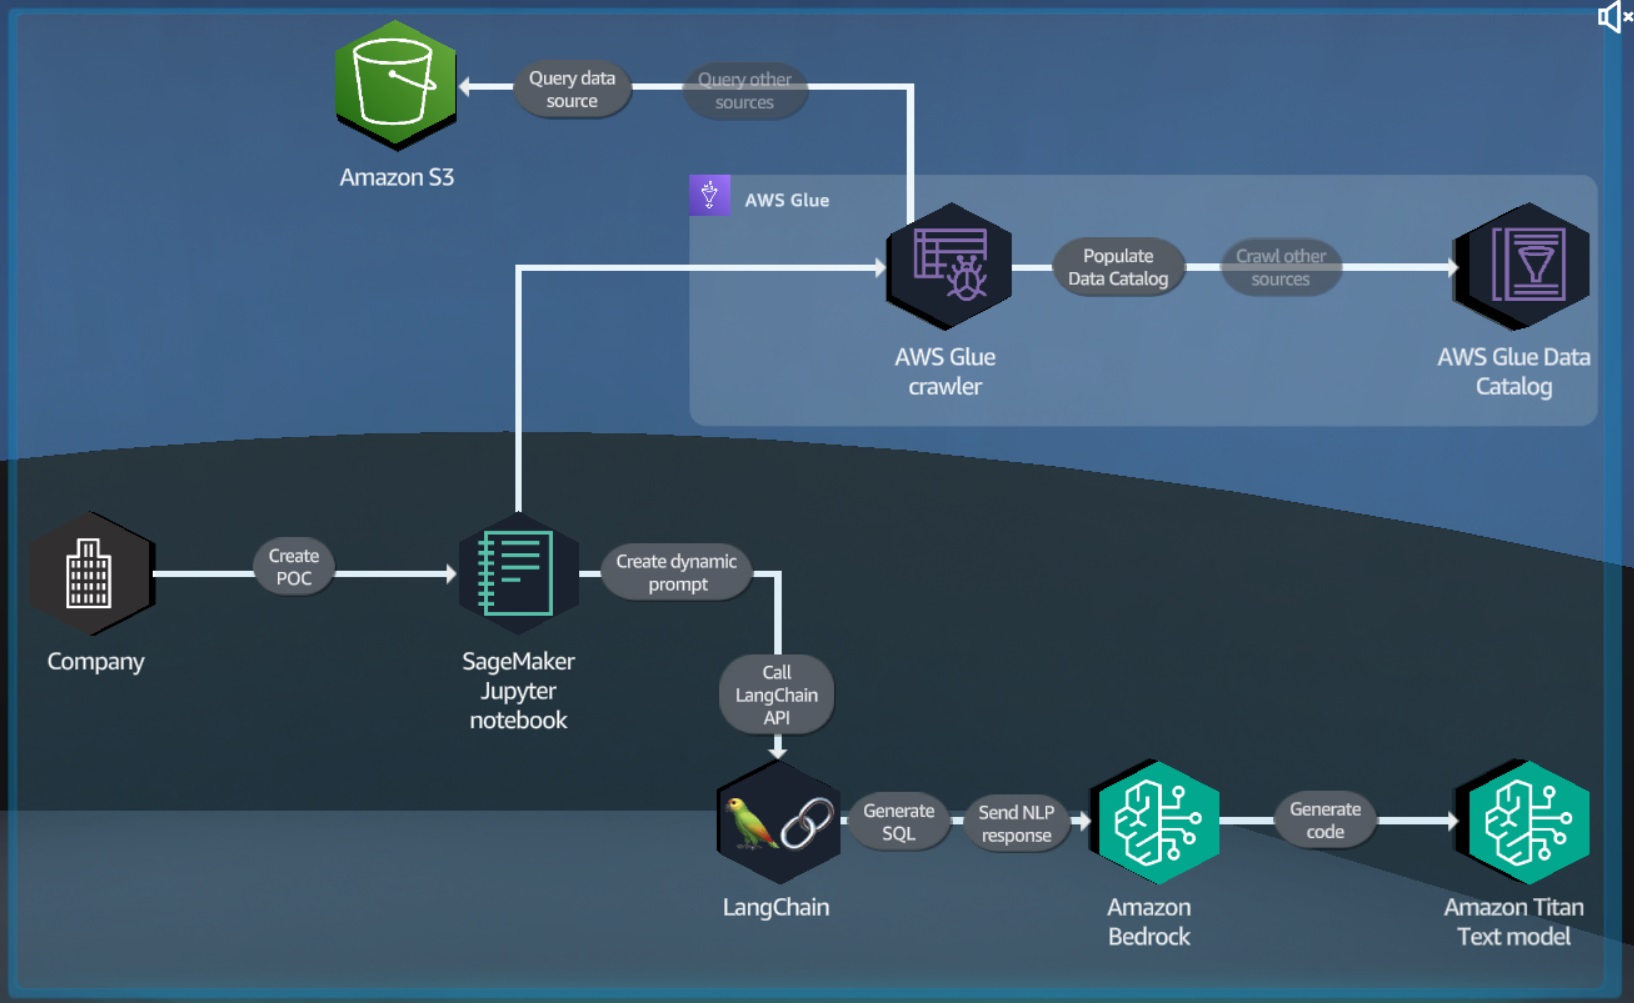 Query data
source
Query other
sources
Amazon S3
AWS Glue
Populate
Data Catalog
Crawl other
sources
AWS Glue
crawler
AWS Glue Data
Catalog
Create
POC
Create dynamic
prompt
Company
SageMaker
Jupyter
notebook
Call
LangChain
API
Generate
SQL
Send NLP
response
Generate
code
LangChain
Amazon
Bedrock
Amazon Titan
Text model